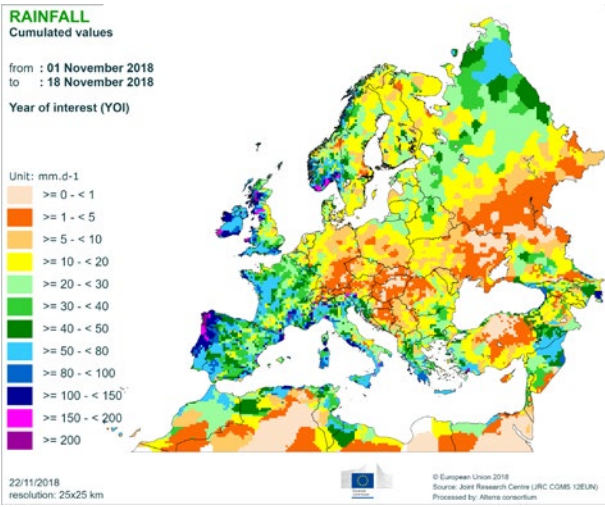 RAINFALL
Cumulated values
from : 01 November 2018
to : 18 November 2018
Year of interest (YOI)
Unit: mm.d-1
>= 0 - < 1
>= 1 - < 5
>= 5 - < 10
>= 10 - < 20
>= 20 - < 30
>= 30 - < 40
>= 40 - < 50
>= 50 - < 80
>= 80 - < 100
>= 100 - < 150
>= 150 - < 200
>= 200
22/11/2018
resolution: 25x25 km
© European Union 2018
Source: Joint Research Centre (JRC CGMS 12EUN)
Processed by: Alterra consortium